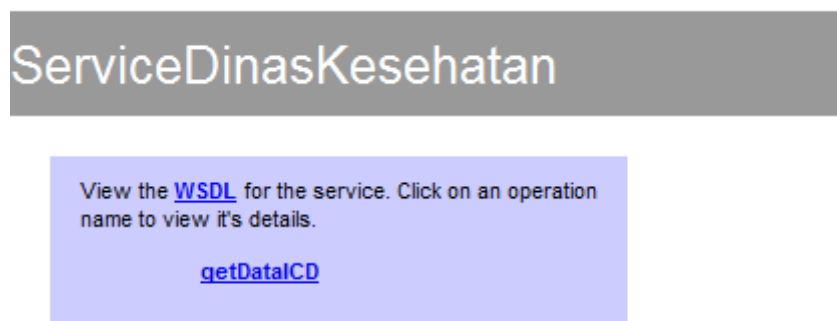 ServiceDinasKesehatan
View the WSDL for the service. Click on an operation
name to view it's details.
getDataICD